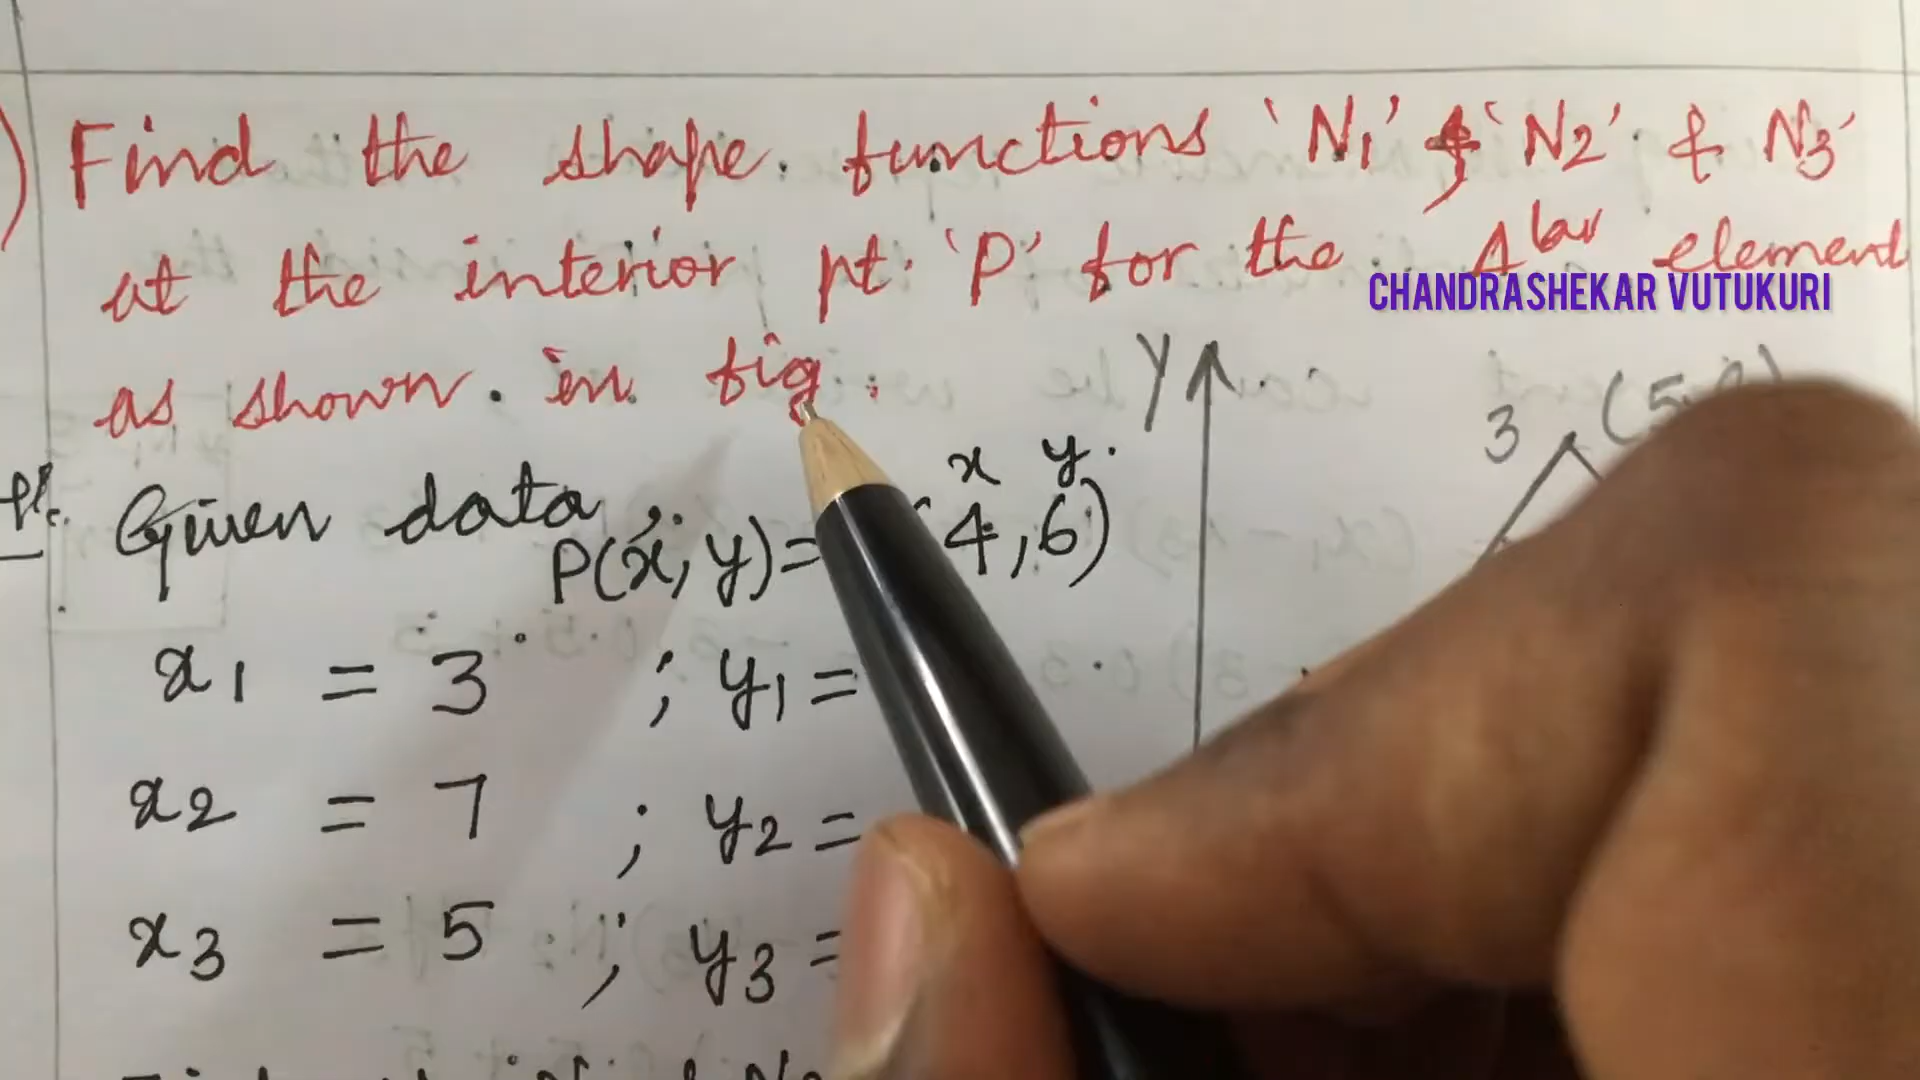 Find the shape functions 'N1' , 'N2' & N3'
at the interior pt. 'P' for the Δlar element
CHANDRASHEKAR VUTUKURI
as shown in fig.
Y
3 (5,
Given data,
x y
P(x, y) = (4, 6)
x1 = 3 ; y1 =
x2 = 7 ; y2 =
x3 = 5 ; y3 =